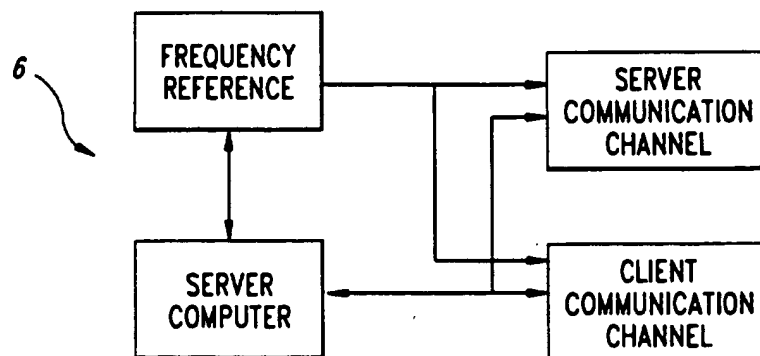 6
FREQUENCY
REFERENCE
SERVER
COMMUNICATION
CHANNEL
SERVER
COMPUTER
CLIENT
COMMUNICATION
CHANNEL